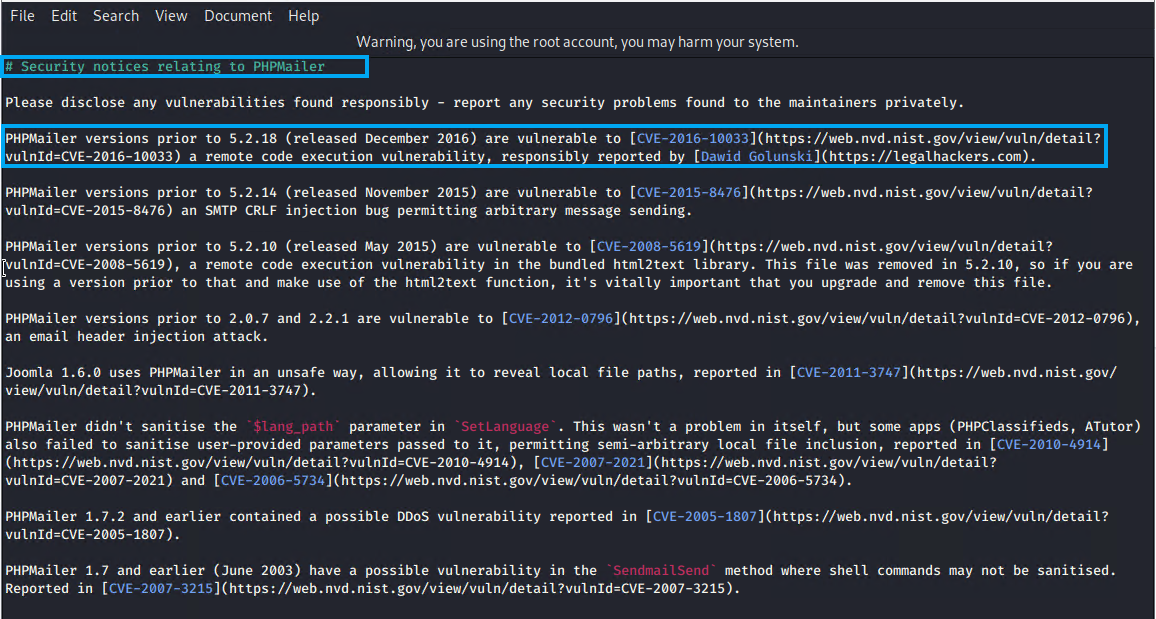 File Edit Search View Document Help
Warning, you are using the root account, you may harm your system.
# Security notices relating to PHPMailer
Please disclose any vulnerabilities found responsibly - report any security problems found to the maintainers privately.
PHPMailer versions prior to 5.2.18 (released December 2016) are vulnerable to [CVE-2016-10033](https://web.nvd.nist.gov/view/vuln/detail?
vulnId=CVE-2016-10033) a remote code execution vulnerability, responsibly reported by [Dawid Golunski](https://legalhackers.com).
PHPMailer versions prior to 5.2.14 (released November 2015) are vulnerable to [CVE-2015-8476](https://web.nvd.nist.gov/view/vuln/detail?
vulnId=CVE-2015-8476) an SMTP CRLF injection bug permitting arbitrary message sending.
PHPMailer versions prior to 5.2.10 (released May 2015) are vulnerable to [CVE-2008-5619](https://web.nvd.nist.gov/view/vuln/detail?
vulnId=CVE-2008-5619), a remote code execution vulnerability in the bundled html2text library. This file was removed in 5.2.10, so if you are
using a version prior to that and make use of the html2text function, it's vitally important that you upgrade and remove this file.
PHPMailer versions prior to 2.0.7 and 2.2.1 are vulnerable to [CVE-2012-0796](https://web.nvd.nist.gov/view/vuln/detail?vulnId=CVE-2012-0796),
an email header injection attack.
Joomla 1.6.0 uses PHPMailer in an unsafe way, allowing it to reveal local file paths, reported in [CVE-2011-3747](https://web.nvd.nist.gov/
view/vuln/detail?vulnId=CVE-2011-3747).
PHPMailer didn't sanitise the `$lang_path` parameter in `SetLanguage`. This wasn't a problem in itself, but some apps (PHPClassifieds, ATutor)
also failed to sanitise user-provided parameters passed to it, permitting semi-arbitrary local file inclusion, reported in [CVE-2010-4914]
(https://web.nvd.nist.gov/view/vuln/detail?vulnId=CVE-2010-4914), [CVE-2007-2021](https://web.nvd.nist.gov/view/vuln/detail?
vulnId=CVE-2007-2021) and [CVE-2006-5734](https://web.nvd.nist.gov/view/vuln/detail?vulnId=CVE-2006-5734).
PHPMailer 1.7.2 and earlier contained a possible DDoS vulnerability reported in [CVE-2005-1807](https://web.nvd.nist.gov/view/vuln/detail?
vulnId=CVE-2005-1807).
PHPMailer 1.7 and earlier (June 2003) have a possible vulnerability in the `SendmailSend` method where shell commands may not be sanitised.
Reported in [CVE-2007-3215](https://web.nvd.nist.gov/view/vuln/detail?vulnId=CVE-2007-3215).